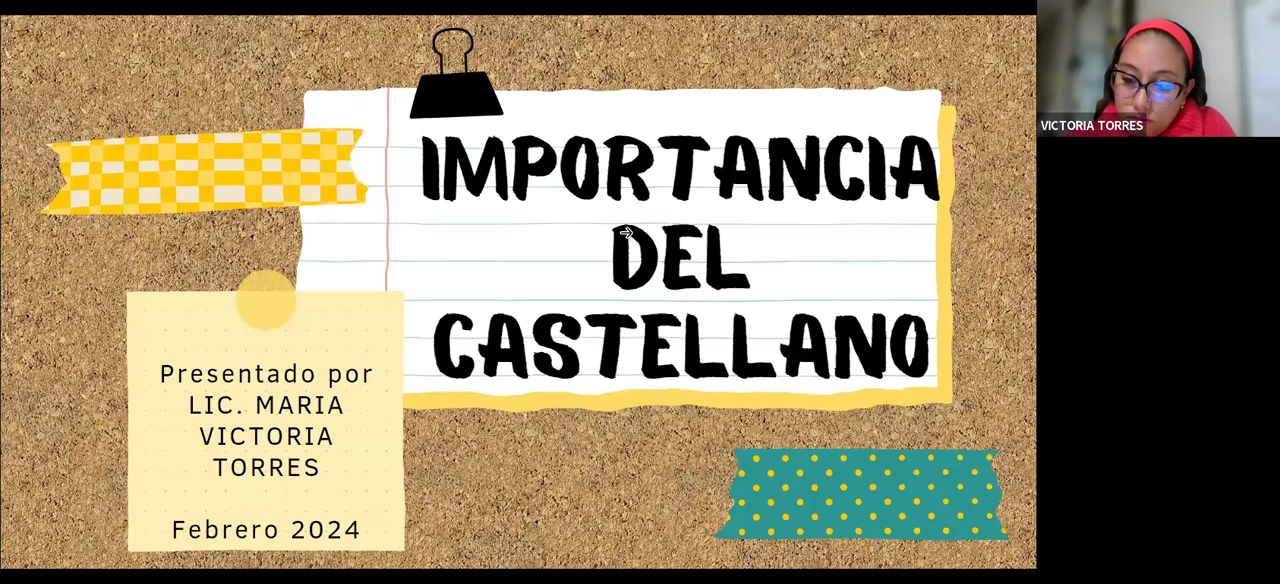 IMPORTANCIA
DEL
CASTELLANO
Presentado por
LIC. MARIA
VICTORIA
TORRES
Febrero 2024
VICTORIA TORRES